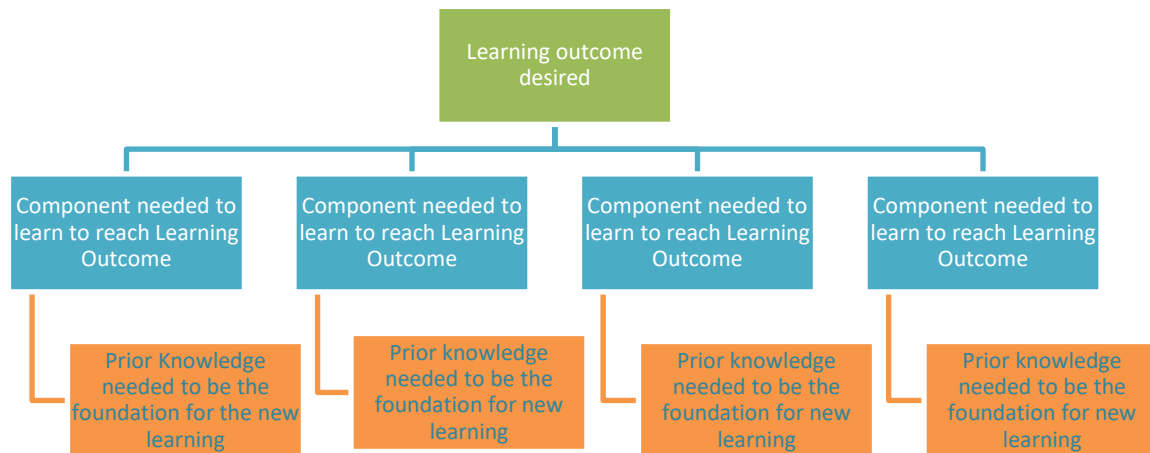 Learning outcome
desired
Component needed to
learn to reach Learning
Outcome
Component needed to
learn to reach Learning
Outcome
Component needed to
learn to reach Learning
Outcome
Component needed to
learn to reach Learning
Outcome
Prior Knowledge
needed to be the
foundation for the new
learning
Prior knowledge
needed to be the
foundation for new
learning
Prior knowledge
needed to be the
foundation for new
learning
Prior knowledge
needed to be the
foundation for new
learning